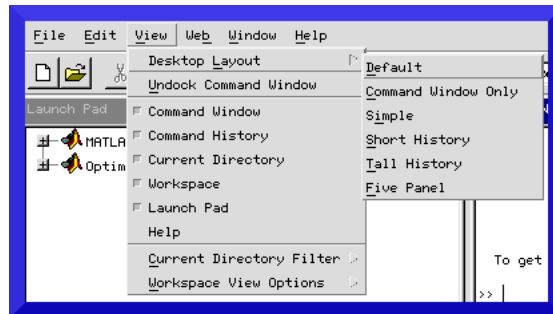 File Edit View Web Window Help
Desktop Layout
Undock Command Window
Command Window
Command History
Current Directory
Workspace
Launch Pad
Help
Current Directory Filter
Workspace View Options
Default
Command Window Only
Simple
Short History
Tall History
Five Panel
Launch Pad
MATLA
Optim
To get
>>